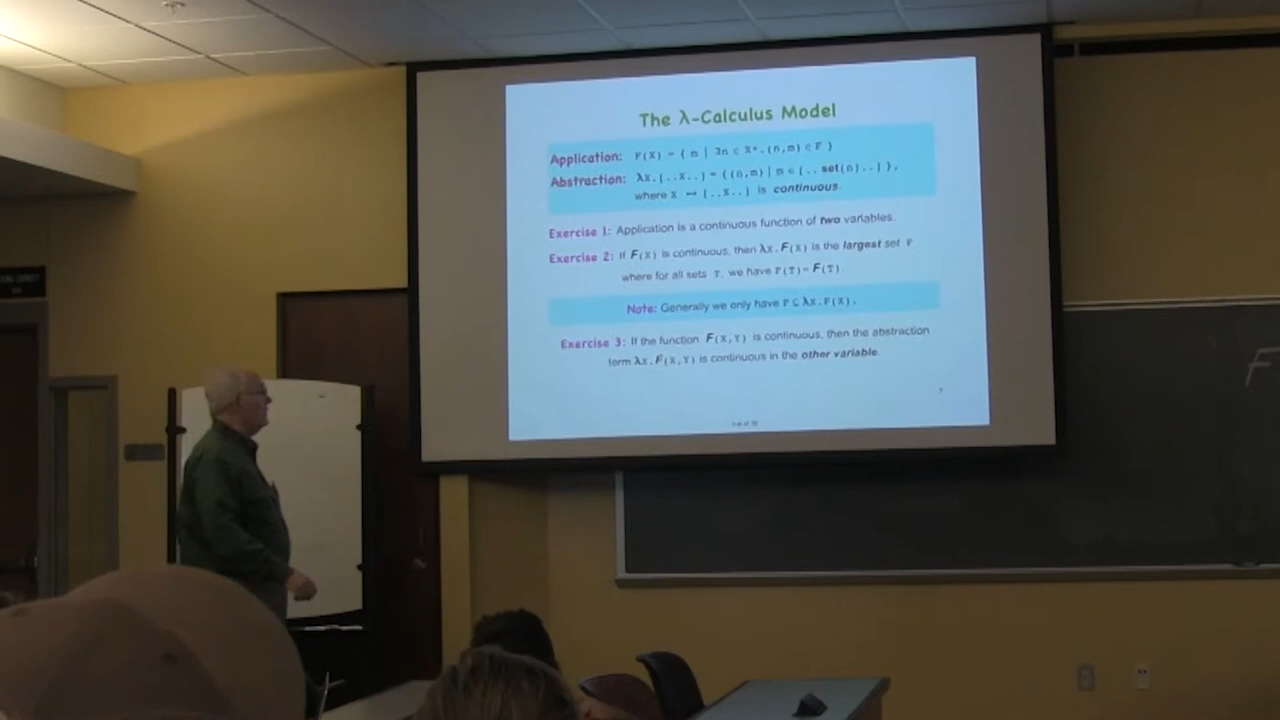 The λ-Calculus Model
Application: F(X) = { m | ∃n ∈ X*.(n,m) ∈ F }
Abstraction: λX.[..X..] = {(n,m) | m ∈ [.. set(n)..] },
where X ↦ [..X..] is continuous.
Exercise 1: Application is a continuous function of two variables.
Exercise 2: If F(X) is continuous, then λX.F(X) is the largest set F
where for all sets T, we have F(T) = F(T)
Note: Generally we only have F ⊆ λX.F(X).
Exercise 3: If the function F(X,Y) is continuous, then the abstraction
term λX.F(X,Y) is continuous in the other variable.
7
F